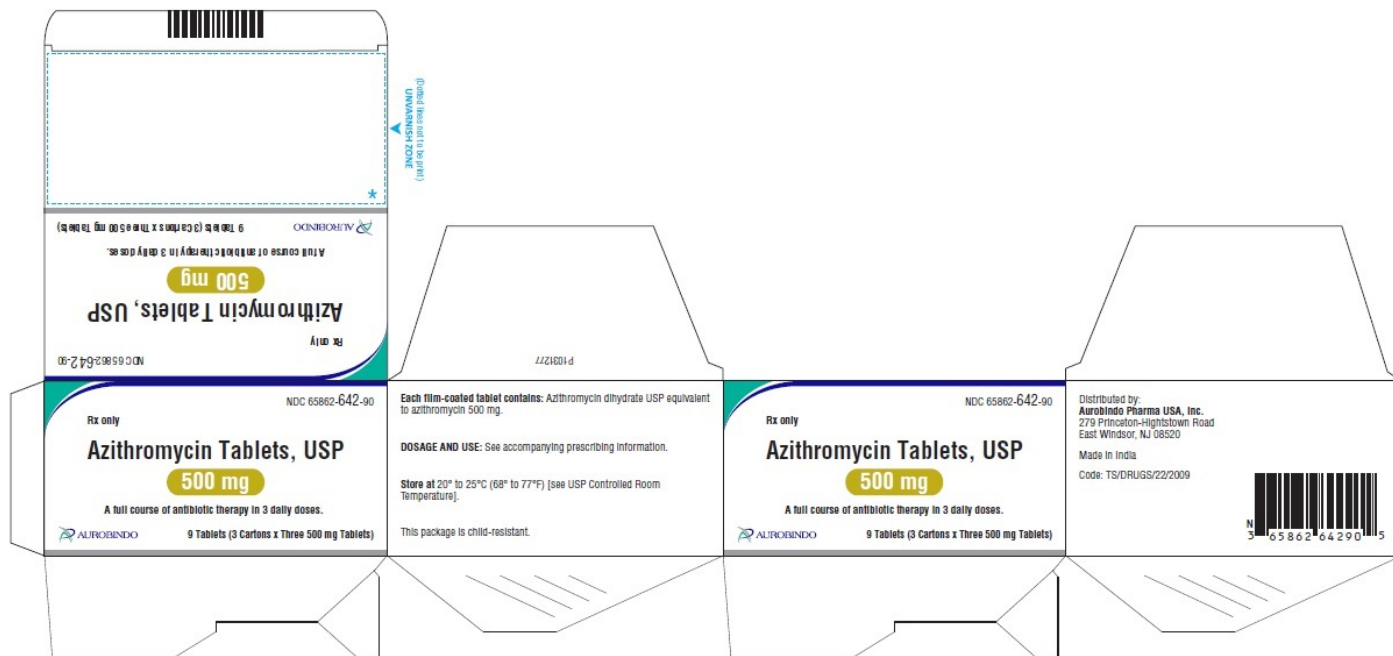 (Dotted lines not to be print)
UNVARNISH ZONE
*
9 Tablets (3 Cartons x Three 500 mg Tablets)
AUROBINDO
A full course of antibiotic therapy in 3 daily doses.
500 mg
Azithromycin Tablets, USP
Rx only
NDC 65862-642-90
P1031277
NDC 65862-642-90
Rx only
Azithromycin Tablets, USP
500 mg
A full course of antibiotic therapy in 3 daily doses.
AUROBINDO
9 Tablets (3 Cartons x Three 500 mg Tablets)
Each film-coated tablet contains: Azithromycin dihydrate USP equivalent
to azithromycin 500 mg.
DOSAGE AND USE: See accompanying prescribing information.
Store at 20° to 25°C (68° to 77°F) [see USP Controlled Room
Temperature].
This package is child-resistant.
NDC 65862-642-90
Rx only
Azithromycin Tablets, USP
500 mg
A full course of antibiotic therapy in 3 daily doses.
AUROBINDO
9 Tablets (3 Cartons x Three 500 mg Tablets)
Distributed by:
Aurobindo Pharma USA, Inc.
279 Princeton-Hightstown Road
East Windsor, NJ 08520
Made in India
Code: TS/DRUGS/22/2009
N
3 65862 64290 5